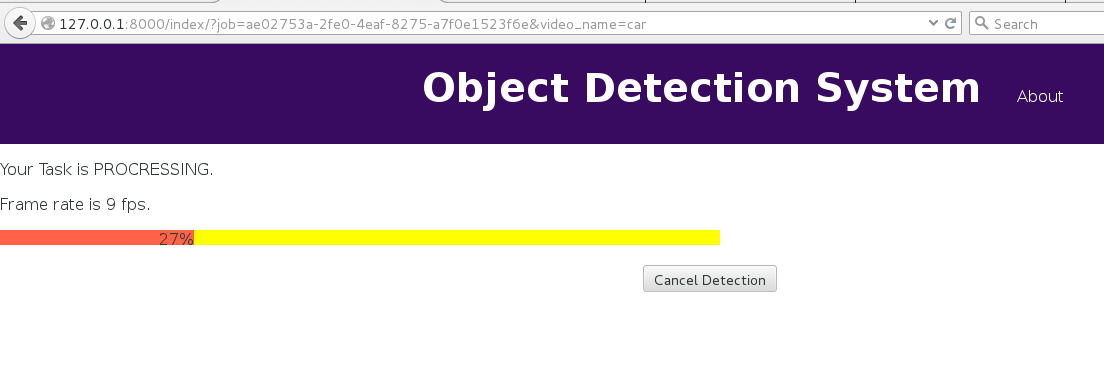 127.0.0.1:8000/index/?job=ae02753a-2fe0-4eaf-8275-a7f0e1523f6e&video_name=car
Search
Object Detection System
About
Your Task is PROCRESSING.
Frame rate is 9 fps.
27%
Cancel Detection